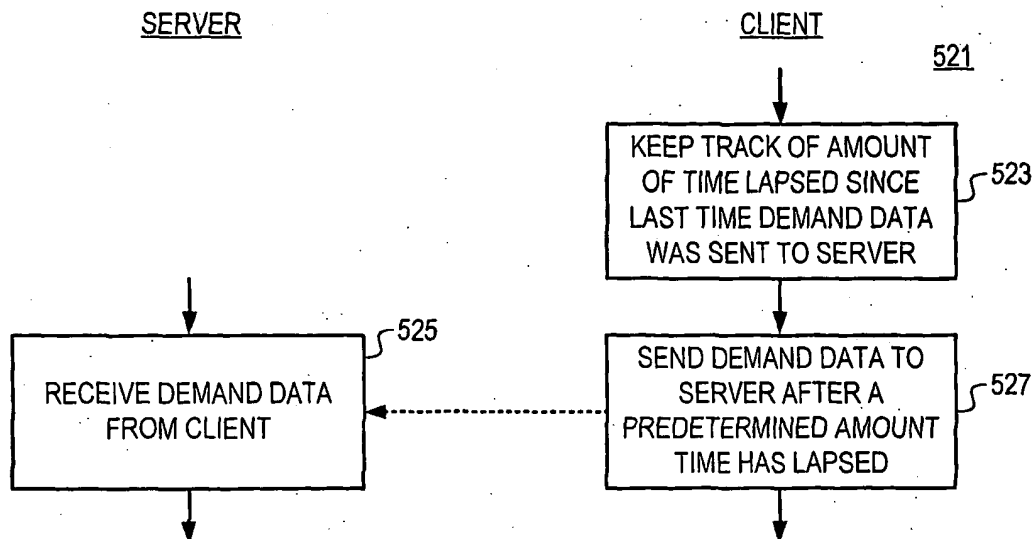 SERVER
CLIENT
521
KEEP TRACK OF AMOUNT
OF TIME LAPSED SINCE
LAST TIME DEMAND DATA
WAS SENT TO SERVER
523
525
RECEIVE DEMAND DATA
FROM CLIENT
SEND DEMAND DATA TO
SERVER AFTER A
PREDETERMINED AMOUNT
TIME HAS LAPSED
527